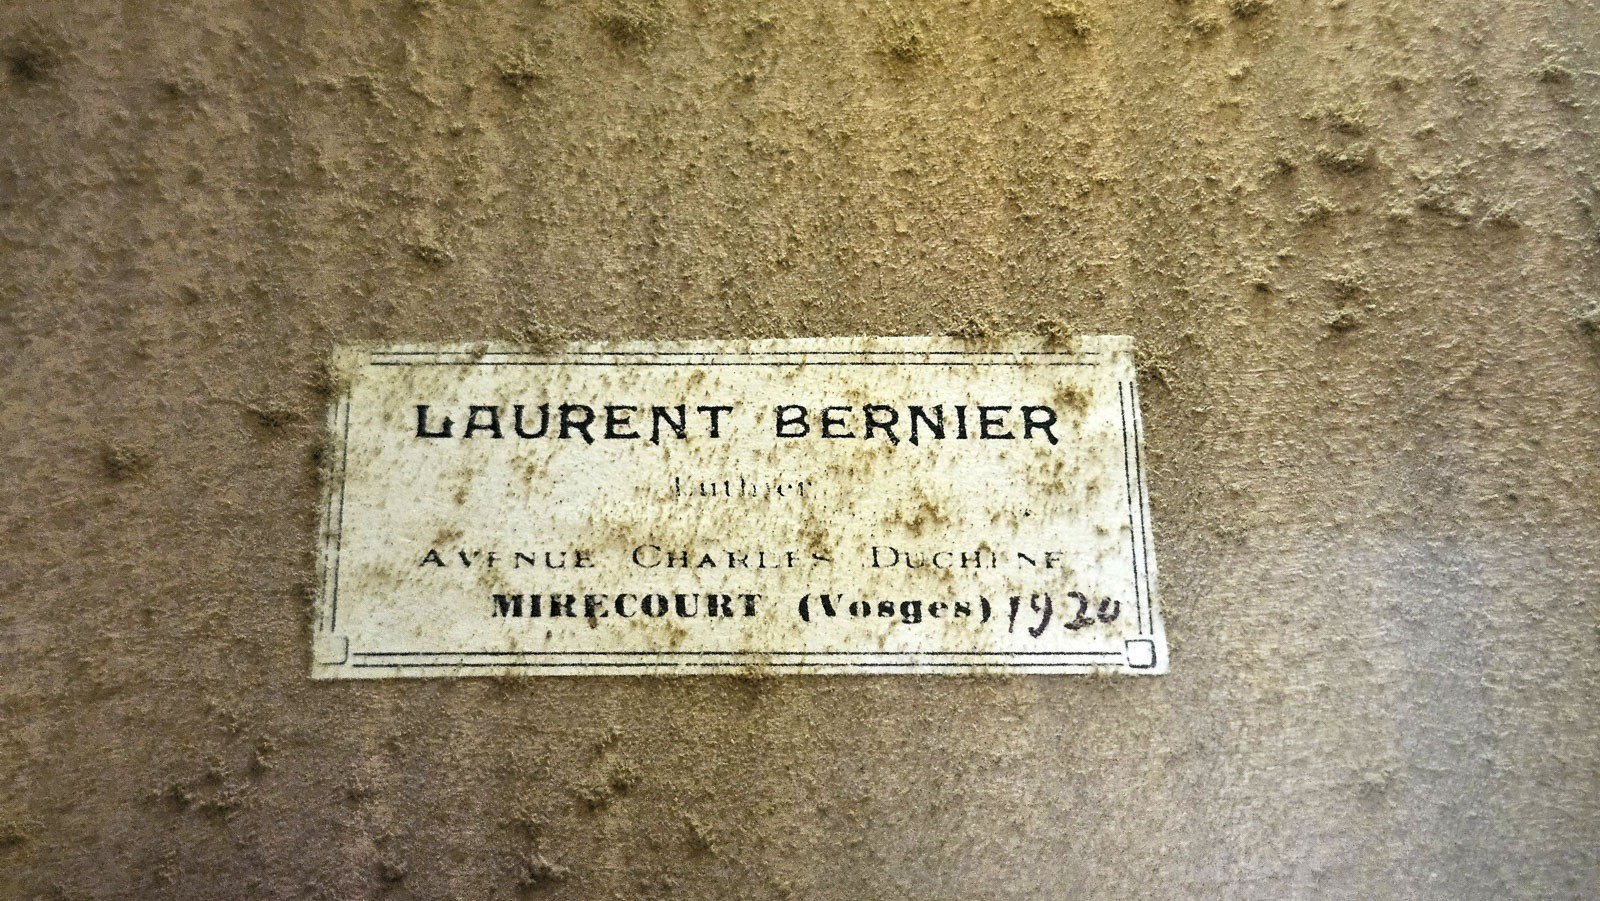 LAURENT BERNIER
Luthier
AVENUE CHARLES DUCHENE
MIRECOURT (Vosges) 1920